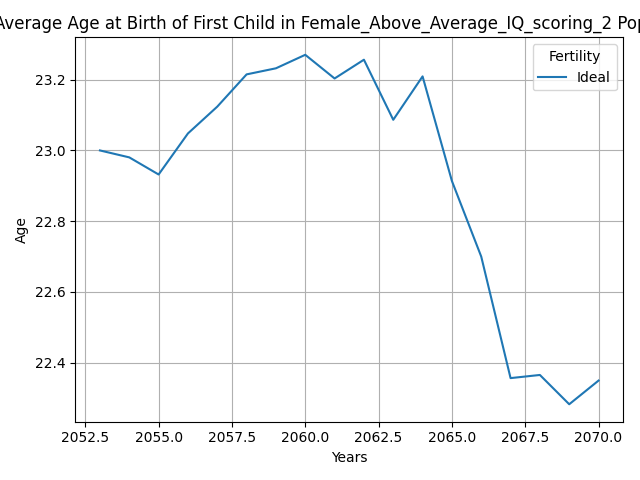 Average Age at Birth of First Child in Female_Above_Average_IQ_scoring_2
Fertility
Ideal
23.2
23.0
22.8
22.6
22.4
Age
2052.5 2055.0 2057.5 2060.0 2062.5 2065.0 2067.5 2070.0
Years